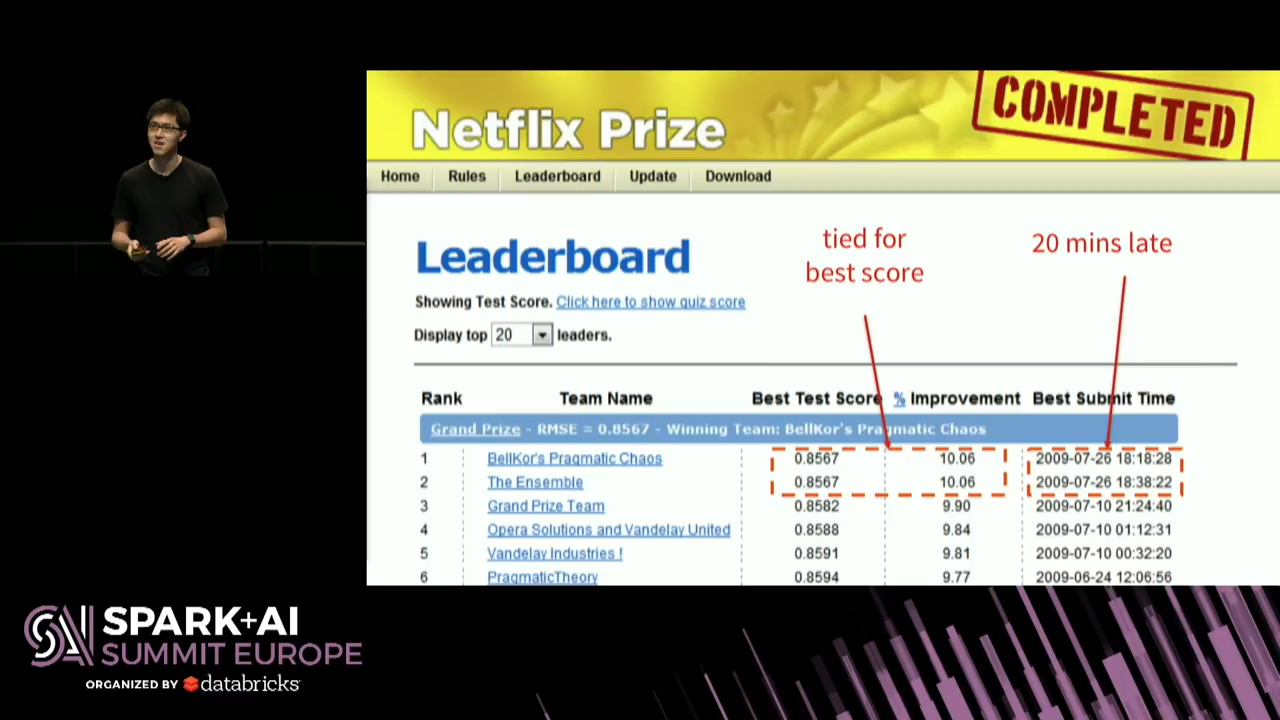 Netflix Prize
COMPLETED
Home Rules Leaderboard Update Download
Leaderboard
tied for
best score
20 mins late
Showing Test Score. Click here to show quiz score
Display top 20 leaders.
Rank Team Name Best Test Score % Improvement Best Submit Time
Grand Prize - RMSE = 0.8567 - Winning Team: BellKor's Pragmatic Chaos
1 BellKor's Pragmatic Chaos 0.8567 10.06 2009-07-26 18:18:28
2 The Ensemble 0.8567 10.06 2009-07-26 18:38:22
3 Grand Prize Team 0.8582 9.90 2009-07-10 21:24:40
4 Opera Solutions and Vandelay United 0.8588 9.84 2009-07-10 01:12:31
5 Vandelay Industries ! 0.8591 9.81 2009-07-10 00:32:20
6 PragmaticTheory 0.8594 9.77 2009-06-24 12:06:56
SAI SPARK+AI
SUMMIT EUROPE
ORGANIZED BY databricks